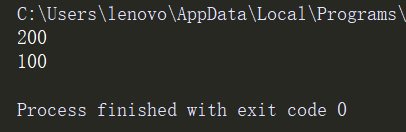 C:\Users\lenovo\AppData\Local\Programs\
200
100
Process finished with exit code 0